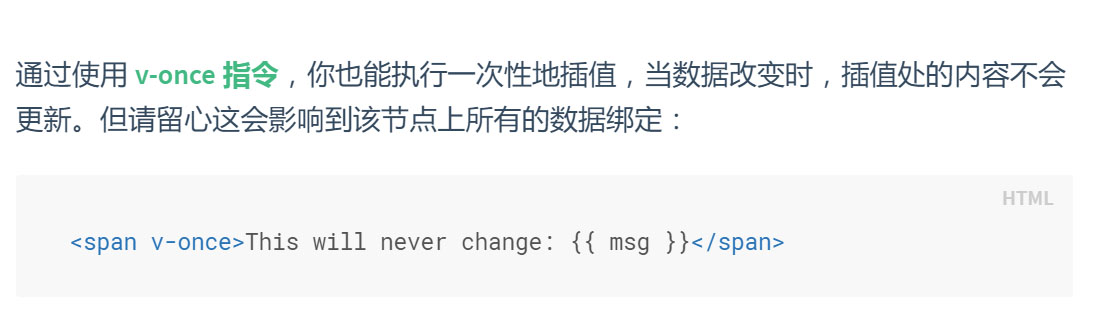 通过使用 v-once 指令，你也能执行一次性地插值，当数据改变时，插值处的内容不会
更新。但请留心这会影响到该节点上所有的数据绑定：
HTML
<span v-once>This will never change: {{ msg }}</span>